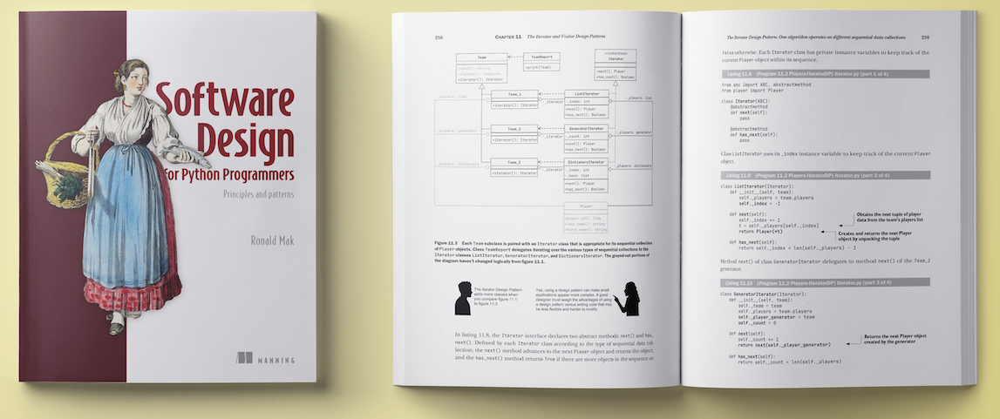 Software
Design
for Python Programmers
Principles and patterns
Ronald Mak
MANNING
258 CHAPTER 11 The Iterator and Visitor Design Patterns
Team
+iterator(): Iterator
TeamReport
+print(Team)
<<interface>>
Iterator
+next(): Player
+has_next(): Boolean
_players: list
Team_1
+iterator(): Iterator
_iterator
ListIterator
_index: int
+next(): Player
+has_next(): Boolean
_players: list
_players: generator
Team_2
+iterator(): Iterator
_iterator
GeneratorIterator
_count: int
+next(): Player
+has_next(): Boolean
_players: generator
_players: dictionary
Team_3
+iterator(): Iterator
_iterator
DictionaryIterator
_index: int
_keys: list
+next(): Player
+has_next(): Boolean
_players: dictionary
Player
Figure 11.3 Each Team subclass is paired with an Iterator class that is appropriate for its sequential collection
of Player objects. Class TeamReport delegates iterating over the various types of sequential collections to the
Iterator classes ListIterator, GeneratorIterator, and DictionaryIterator. The grayed-out portions of
the diagram haven't changed logically from figure 11.1.
The Iterator Design Pattern
adds more classes when
you compare figure 11.1
to figure 11.3.
Yes, using a design pattern can make small
applications appear more complex. A good
designer must weigh the advantages of using
a design pattern versus writing code that may
be less flexible and harder to modify.
In listing 11.8, the Iterator interface declares two abstract methods: next() and has_
next(). Defined by each Iterator class according to the type of sequential data col-
lection, the next() method advances to the next Player object and returns the object,
and the has_next() method returns True if there are more objects in the sequence or
The Iterator Design Pattern: One algorithm operates on different sequential data collections 259
False otherwise. Each Iterator class has private instance variables to keep track of the
current Player object within its sequence.
Listing 11.8 (Program 11.2 Players-IteratorDP) Iterator.py (part 1 of 4)
from abc import ABC, abstractmethod
from player import Player
class Iterator(ABC):
@abstractmethod
def next(self):
pass
@abstractmethod
def has_next(self):
pass
Class ListIterator uses its _index instance variable to keep track of the current Player
object.
Listing 11.9 (Program 11.2 Players-IteratorDP) Iterator.py (part 2 of 4)
class ListIterator(Iterator):
def __init__(self, team):
self._players = team.players
self._index = -1
def next(self):
self._index += 1
t = self._players[self._index]
return Player(*t)
def has_next(self):
return self._index < len(self._players) - 1
Obtains the next tuple of player
data from the team's players list
Creates and returns the next Player
object by unpacking the tuple
Method next() of class GeneratorIterator delegates to method next() of the Team_2
generator.
Listing 11.10 (Program 11.2 Players-IteratorDP) Iterator.py (part 3 of 4)
class GeneratorIterator(Iterator):
def __init__(self, team):
self._team = team
self._players = team.players
self._player_generator = team
self._count = 0
def next(self):
self._count += 1
return next(self._player_generator)
def has_next(self):
return self._count < len(self._players)
Returns the next Player object
created by the generator